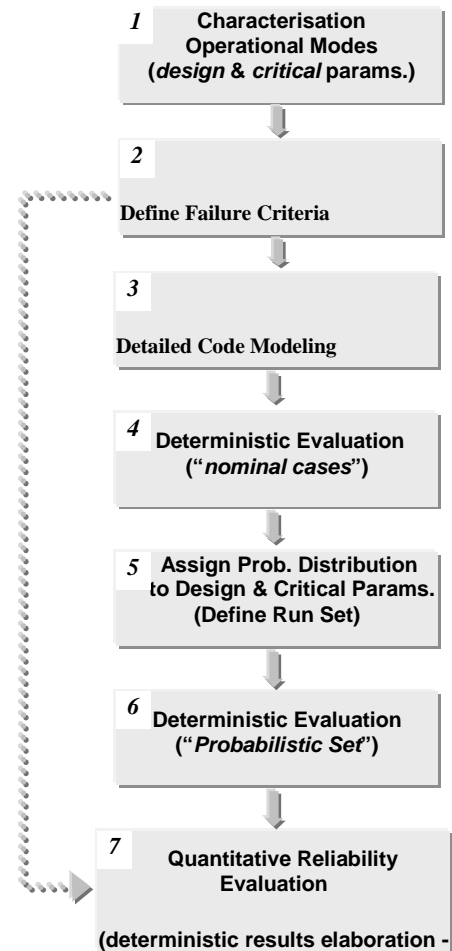 1
Characterisation
Operational Modes
(design & critical params.)
2
Define Failure Criteria
3
Detailed Code Modeling
4
Deterministic Evaluation
(“nominal cases”)
5
Assign Prob. Distribution
to Design & Critical Params.
(Define Run Set)
6
Deterministic Evaluation
(“Probabilistic Set”)
7
Quantitative Reliability
Evaluation
(deterministic results elaboration -